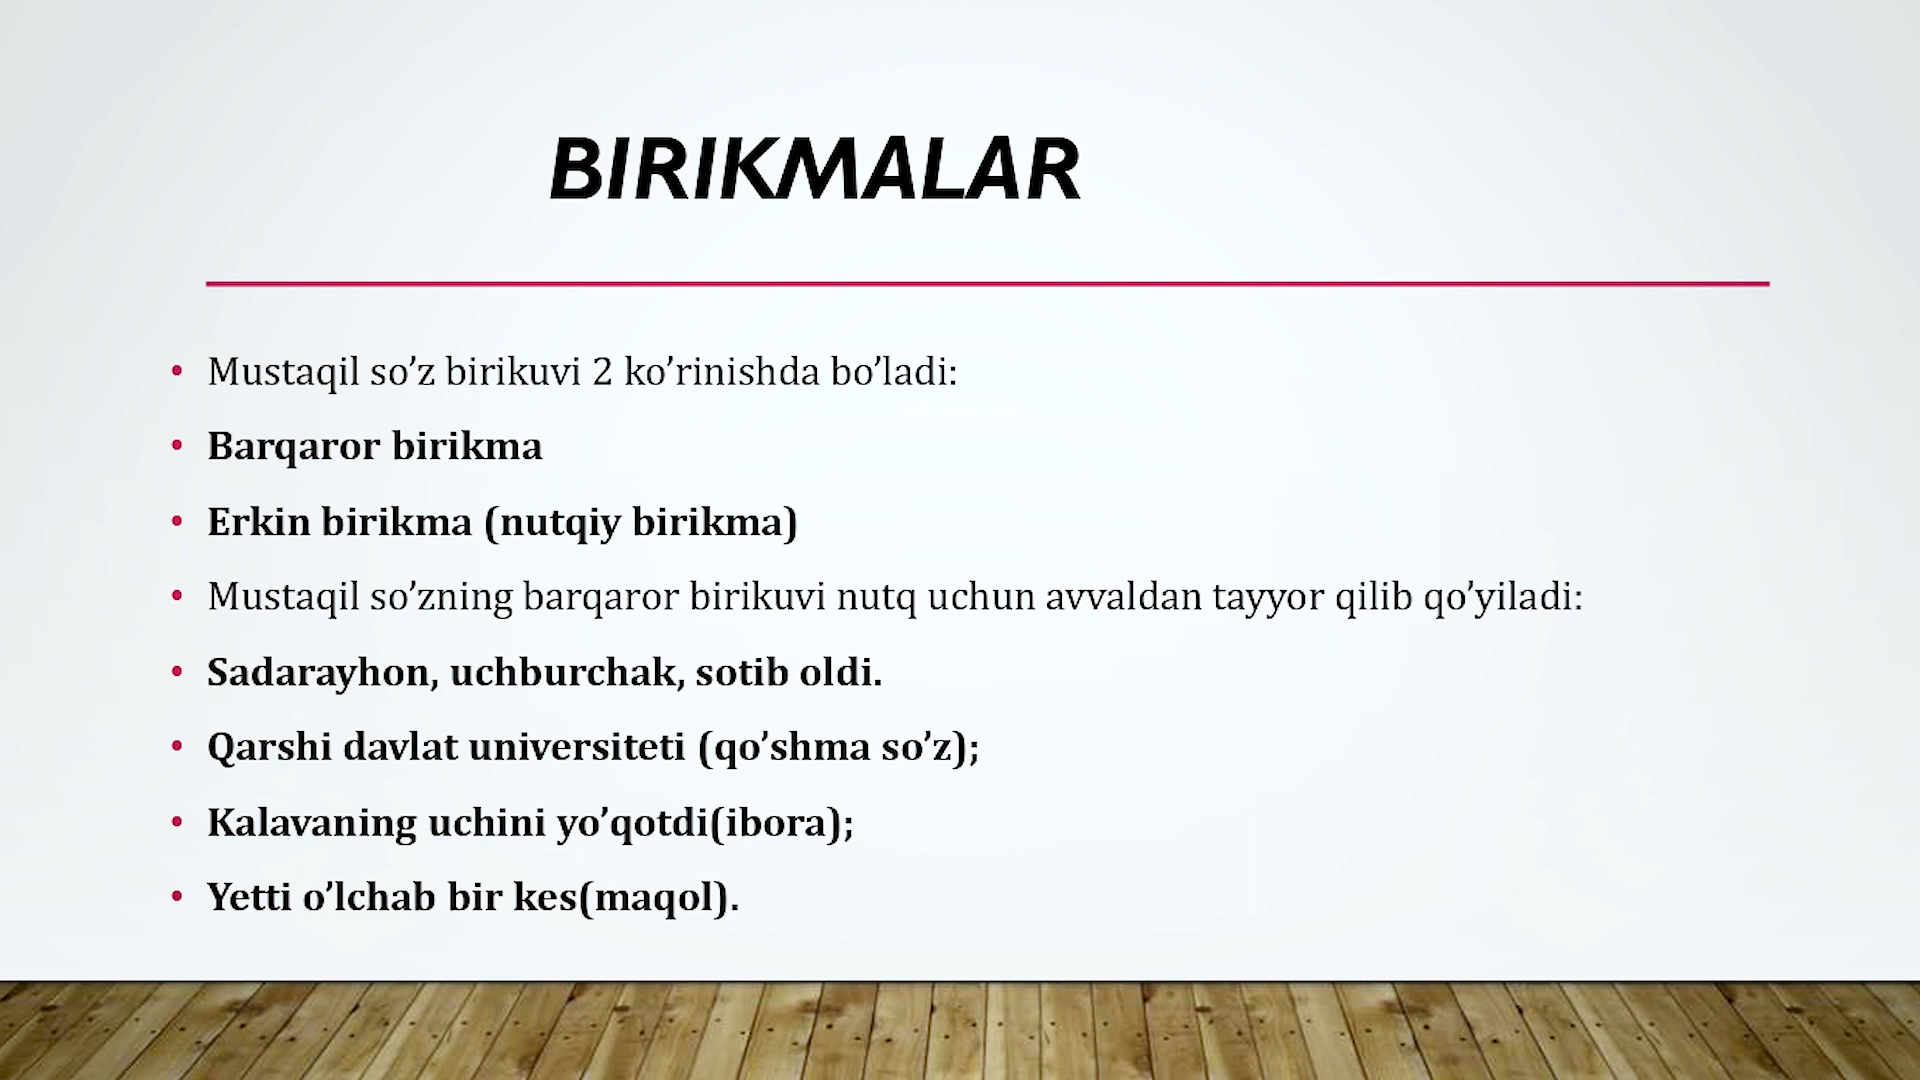 BIRIKMALAR
• Mustaqil so’z birikuvi 2 ko’rinishda bo’ladi:
• Barqaror birikma
• Erkin birikma (nutqiy birikma)
• Mustaqil so’zning barqaror birikuvi nutq uchun avvaldan tayyor qilib qo’yiladi:
• Sadarayhon, uchburchak, sotib oldi.
• Qarshi davlat universiteti (qo’shma so’z);
• Kalavaning uchini yo’qotdi(ibora);
• Yetti o’lchab bir kes(maqol).